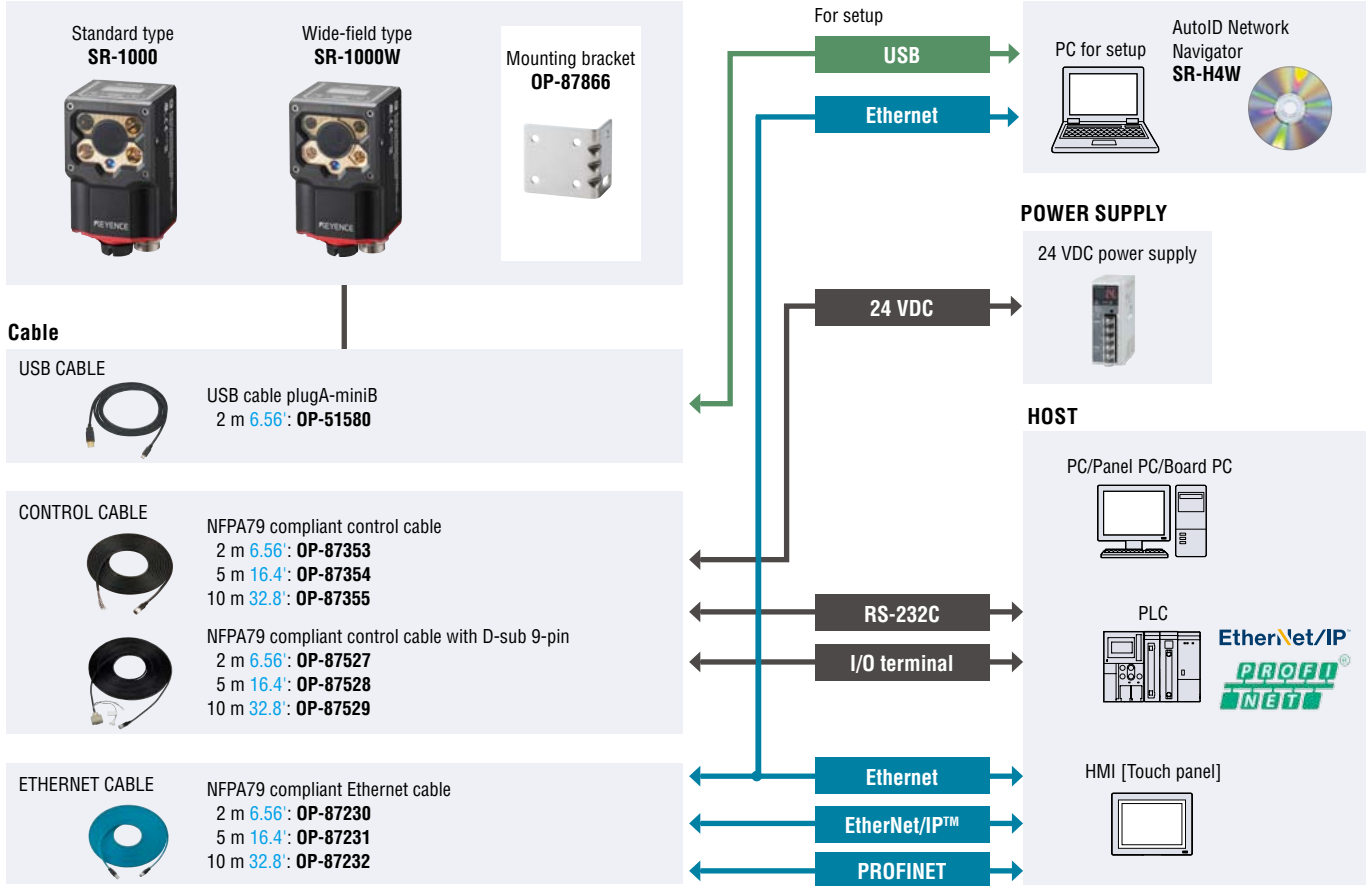 Standard type
SR-1000
Wide-field type
SR-1000W
Mounting bracket
OP-87866
KEYENCE
KEYENCE
For setup
USB
Ethernet
PC for setup
AutoID Network
Navigator
SR-H4W
POWER SUPPLY
24 VDC power supply
24 VDC
Cable
USB CABLE
USB cable plugA-miniB
2 m 6.56': OP-51580
CONTROL CABLE
NFPA79 compliant control cable
2 m 6.56': OP-87353
5 m 16.4': OP-87354
10 m 32.8': OP-87355
NFPA79 compliant control cable with D-sub 9-pin
2 m 6.56': OP-87527
5 m 16.4': OP-87528
10 m 32.8': OP-87529
ETHERNET CABLE
NFPA79 compliant Ethernet cable
2 m 6.56': OP-87230
5 m 16.4': OP-87231
10 m 32.8': OP-87232
RS-232C
I/O terminal
Ethernet
EtherNet/IP™
PROFINET
HOST
PC/Panel PC/Board PC
PLC
EtherNet/IP™
PROFI®
NET
HMI [Touch panel]